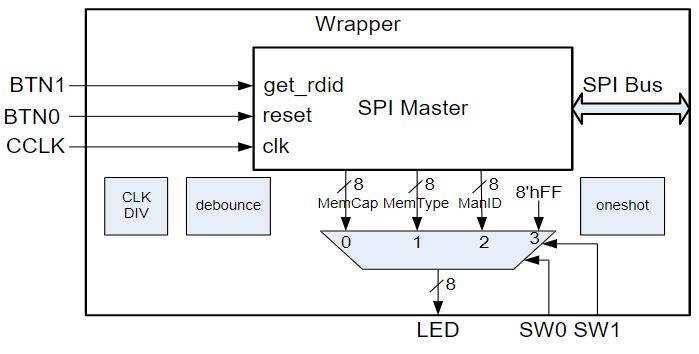 Wrapper
BTN1
get_rdid
SPI Bus
SPI Master
BTN0
reset
CCLK
clk
8
8
8
8'hFF
CLK
DIV
debounce
MemCap
MemType
ManID
oneshot
0
1
2
3
8
LED
SW0
SW1